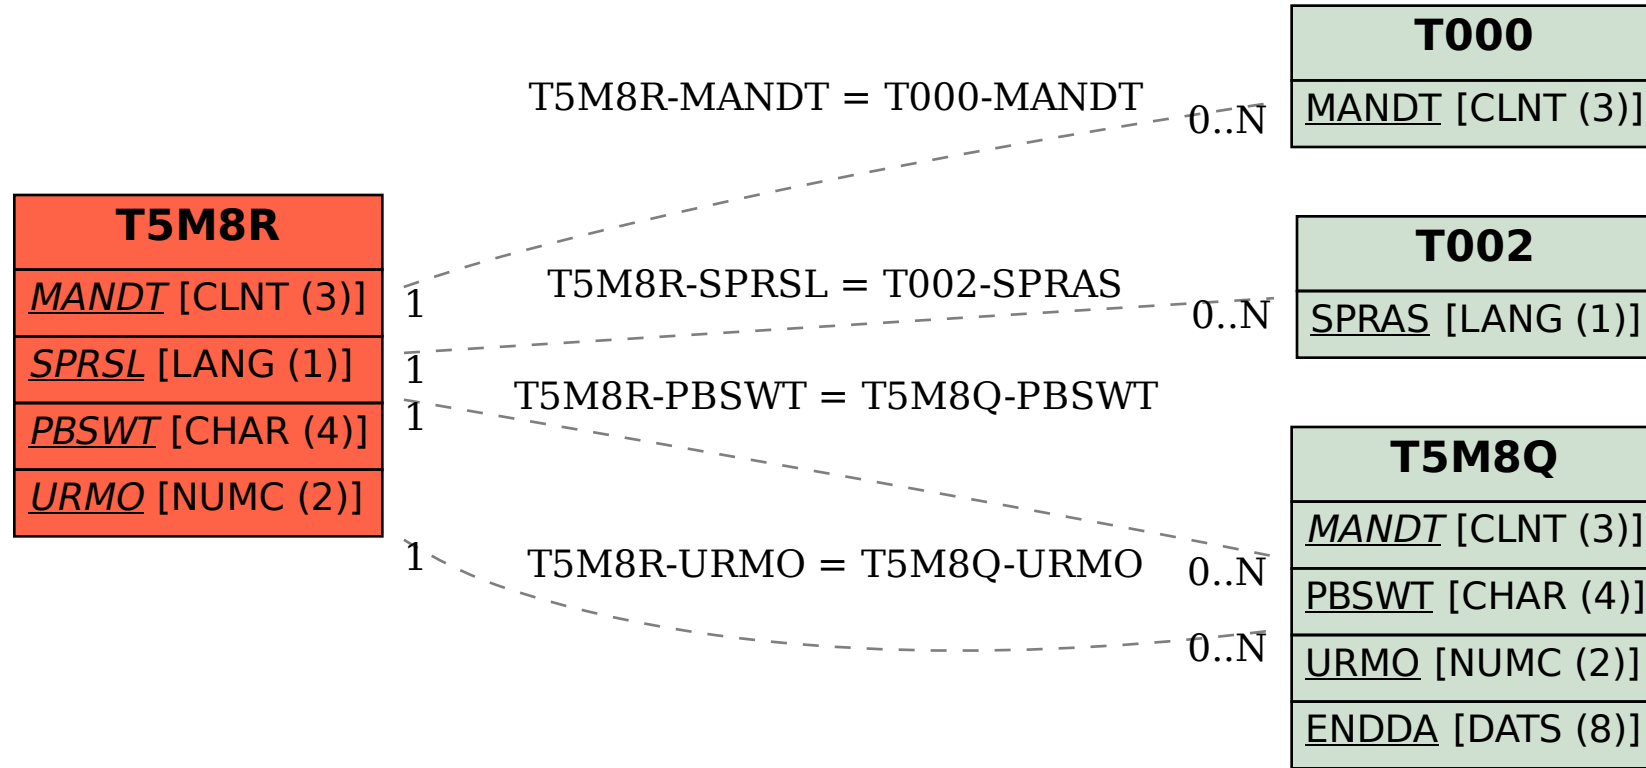 T5M8R
MANDT [CLNT (3)]
SPRSL [LANG (1)]
PBSWT [CHAR (4)]
URMO [NUMC (2)]
T5M8R-MANDT = T000-MANDT
0..N
1
T5M8R-SPRSL = T002-SPRAS
0..N
1
T5M8R-PBSWT = T5M8Q-PBSWT
1
0..N
T5M8R-URMO = T5M8Q-URMO
1
0..N
T000
MANDT [CLNT (3)]
T002
SPRAS [LANG (1)]
T5M8Q
MANDT [CLNT (3)]
PBSWT [CHAR (4)]
URMO [NUMC (2)]
ENDDA [DATS (8)]